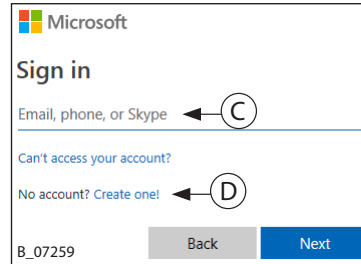 Microsoft
Sign in
Email, phone, or Skype C
Can't access your account?
No account? Create one! D
Back Next
B_07259